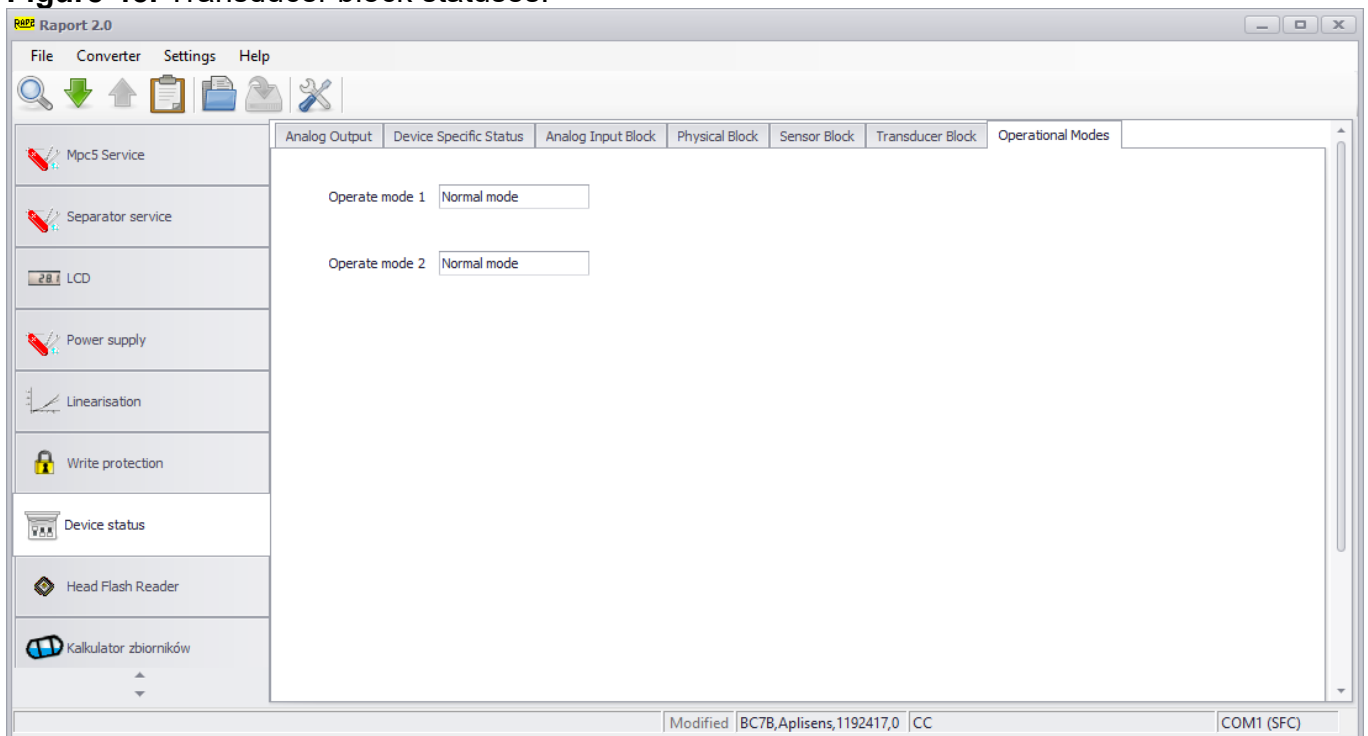 Figure 46. Transducer block statuses.
Raport 2.0
File Converter Settings Help
Analog Output Device Specific Status Analog Input Block Physical Block Sensor Block Transducer Block Operational Modes
Mpc5 Service
Operate mode 1 Normal mode
Separator service
Operate mode 2 Normal mode
28.1 LCD
Power supply
Linearisation
Write protection
Device status
Head Flash Reader
Kalkulator zbiorników
Modified BC7B,Aplisens,1192417,0 CC COM1 (SFC)